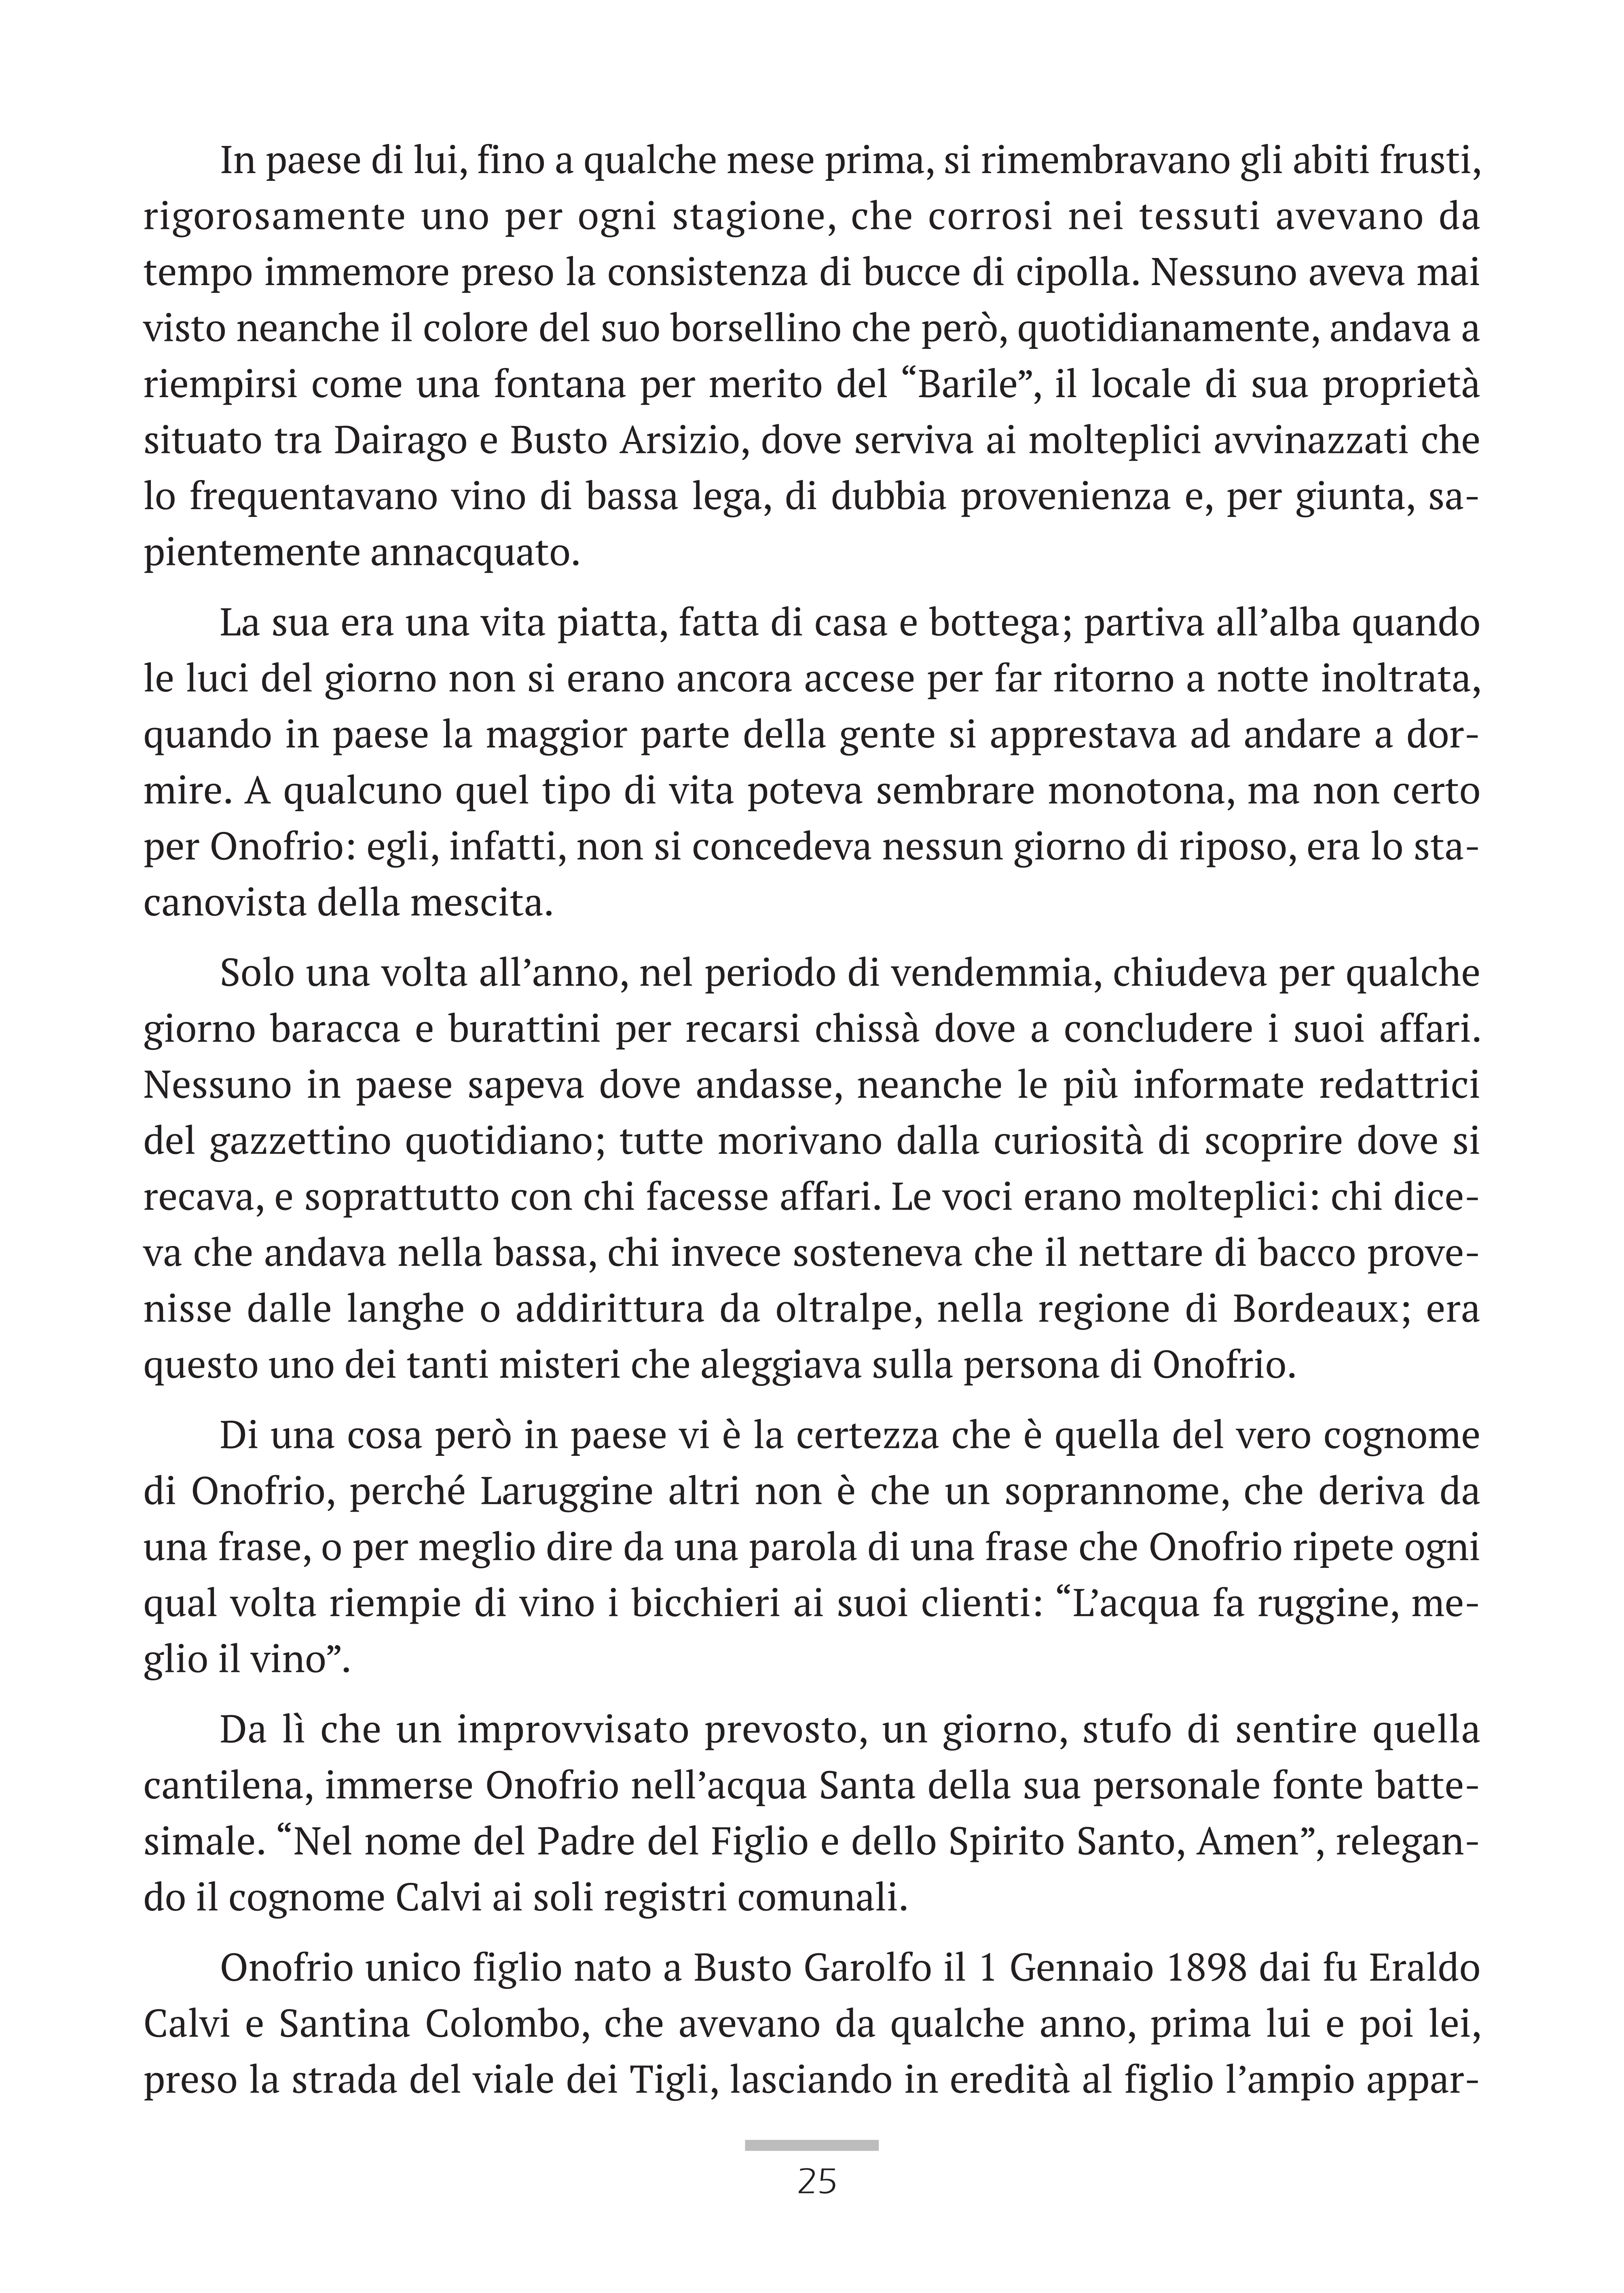 In paese di lui, fino a qualche mese prima, si rimembravano gli abiti frusti,
rigorosamente uno per ogni stagione, che corrosi nei tessuti avevano da
tempo immemore preso la consistenza di bucce di cipolla. Nessuno aveva mai
visto neanche il colore del suo borsellino che però, quotidianamente, andava a
riempirsi come una fontana per merito del “Barile”, il locale di sua proprietà
situato tra Dairago e Busto Arsizio, dove serviva ai molteplici avvinazzati che
lo frequentavano vino di bassa lega, di dubbia provenienza e, per giunta, sa-
pientemente annacquato.
La sua era una vita piatta, fatta di casa e bottega; partiva all’alba quando
le luci del giorno non si erano ancora accese per far ritorno a notte inoltrata,
quando in paese la maggior parte della gente si apprestava ad andare a dor-
mire. A qualcuno quel tipo di vita poteva sembrare monotona, ma non certo
per Onofrio: egli, infatti, non si concedeva nessun giorno di riposo, era lo sta-
canovista della mescita.
Solo una volta all’anno, nel periodo di vendemmia, chiudeva per qualche
giorno baracca e burattini per recarsi chissà dove a concludere i suoi affari.
Nessuno in paese sapeva dove andasse, neanche le più informate redattrici
del gazzettino quotidiano; tutte morivano dalla curiosità di scoprire dove si
recava, e soprattutto con chi facesse affari. Le voci erano molteplici: chi dice-
va che andava nella bassa, chi invece sosteneva che il nettare di bacco prove-
nisse dalle langhe o addirittura da oltralpe, nella regione di Bordeaux; era
questo uno dei tanti misteri che aleggiava sulla persona di Onofrio.
Di una cosa però in paese vi è la certezza che è quella del vero cognome
di Onofrio, perché Laruggine altri non è che un soprannome, che deriva da
una frase, o per meglio dire da una parola di una frase che Onofrio ripete ogni
qual volta riempie di vino i bicchieri ai suoi clienti: “L’acqua fa ruggine, me-
glio il vino”.
Da lì che un improvvisato prevosto, un giorno, stufo di sentire quella
cantilena, immerse Onofrio nell’acqua Santa della sua personale fonte batte-
simale. “Nel nome del Padre del Figlio e dello Spirito Santo, Amen”, relegan-
do il cognome Calvi ai soli registri comunali.
Onofrio unico figlio nato a Busto Garolfo il 1 Gennaio 1898 dai fu Eraldo
Calvi e Santina Colombo, che avevano da qualche anno, prima lui e poi lei,
preso la strada del viale dei Tigli, lasciando in eredità al figlio l’ampio appar-
25